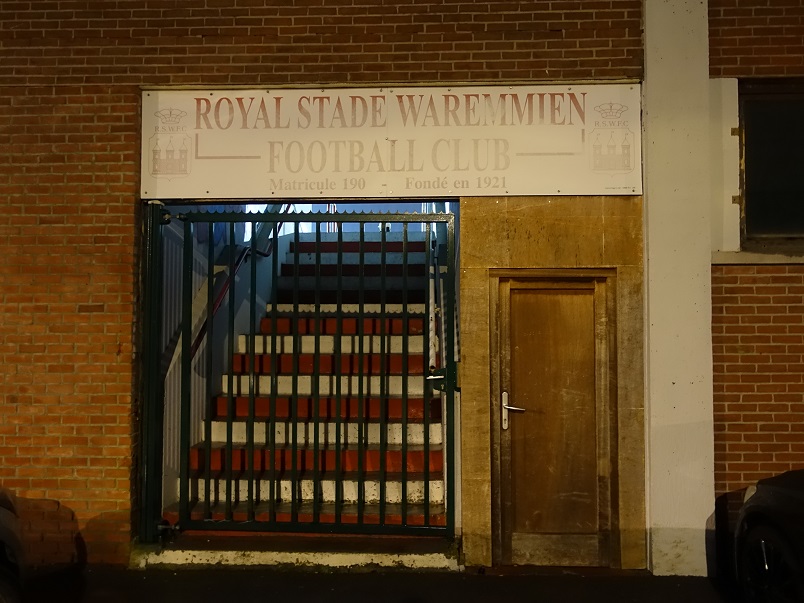 ROYAL STADE WAREMMIEN
R.S.W.F.C
R.S.W.F.C
FOOTBALL CLUB
Matricule 190 - Fondé en 1921